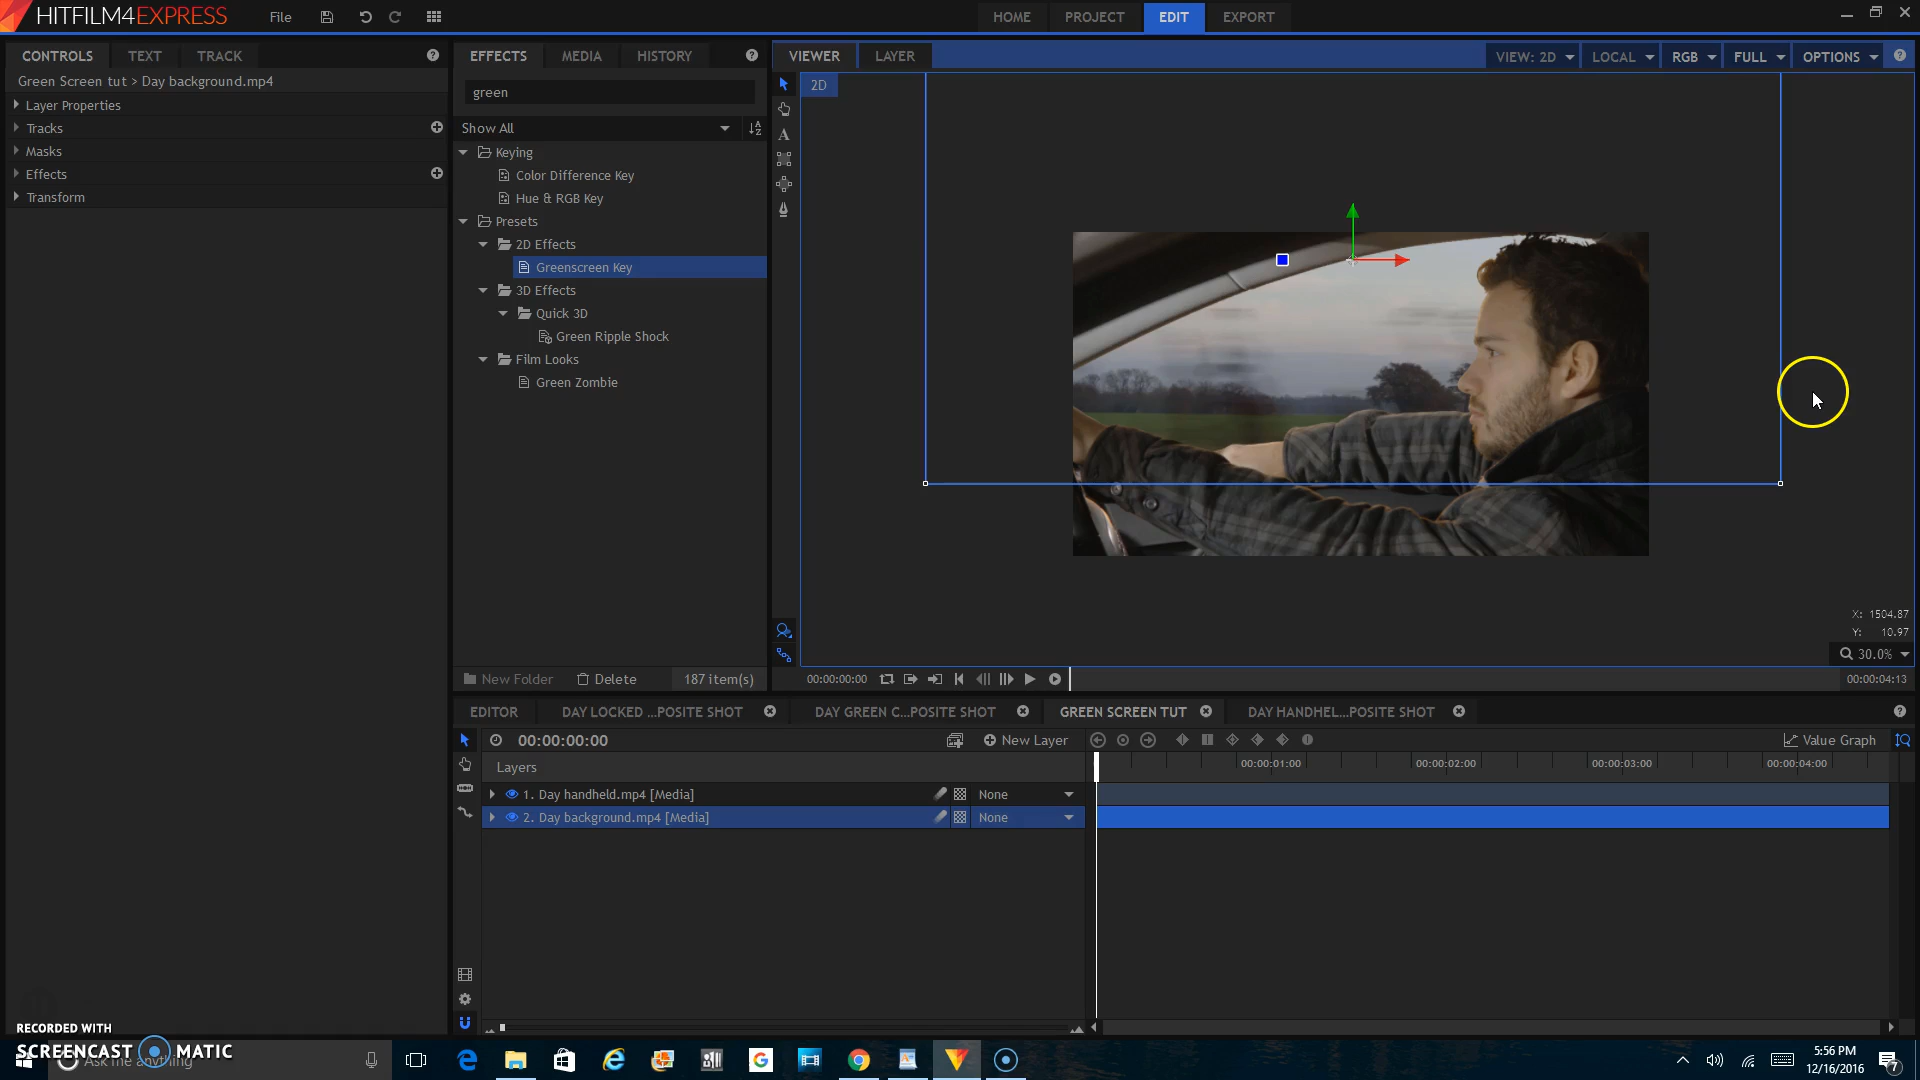 HITFILM4EXPRESS
File
HOME
PROJECT
EDIT
EXPORT
CONTROLS
TEXT
TRACK
EFFECTS
MEDIA
HISTORY
VIEWER
LAYER
VIEW: 2D
LOCAL
RGB
FULL
OPTIONS
Green Screen tut > Day background.mp4
Layer Properties
Tracks
Masks
Effects
Transform
green
Show All
Keying
Color Difference Key
Hue & RGB Key
Presets
2D Effects
Greenscreen Key
3D Effects
Quick 3D
Green Ripple Shock
Film Looks
Green Zombie
2D
X: 1504.87
Y: 10.97
30.0%
New Folder
Delete
187 item(s)
00:00:00:00
00:00:04:13
EDITOR
DAY LOCKED ...POSITE SHOT
DAY GREEN C...POSITE SHOT
GREEN SCREEN TUT
DAY HANDHEL...POSITE SHOT
00:00:00:00
New Layer
Value Graph
Layers
00:00:01:00
00:00:02:00
00:00:03:00
00:00:04:00
1. Day handheld.mp4 [Media]
None
2. Day background.mp4 [Media]
None
RECORDED WITH
SCREENCAST MATIC
Ask me anything
5:56 PM
12/16/2016
7